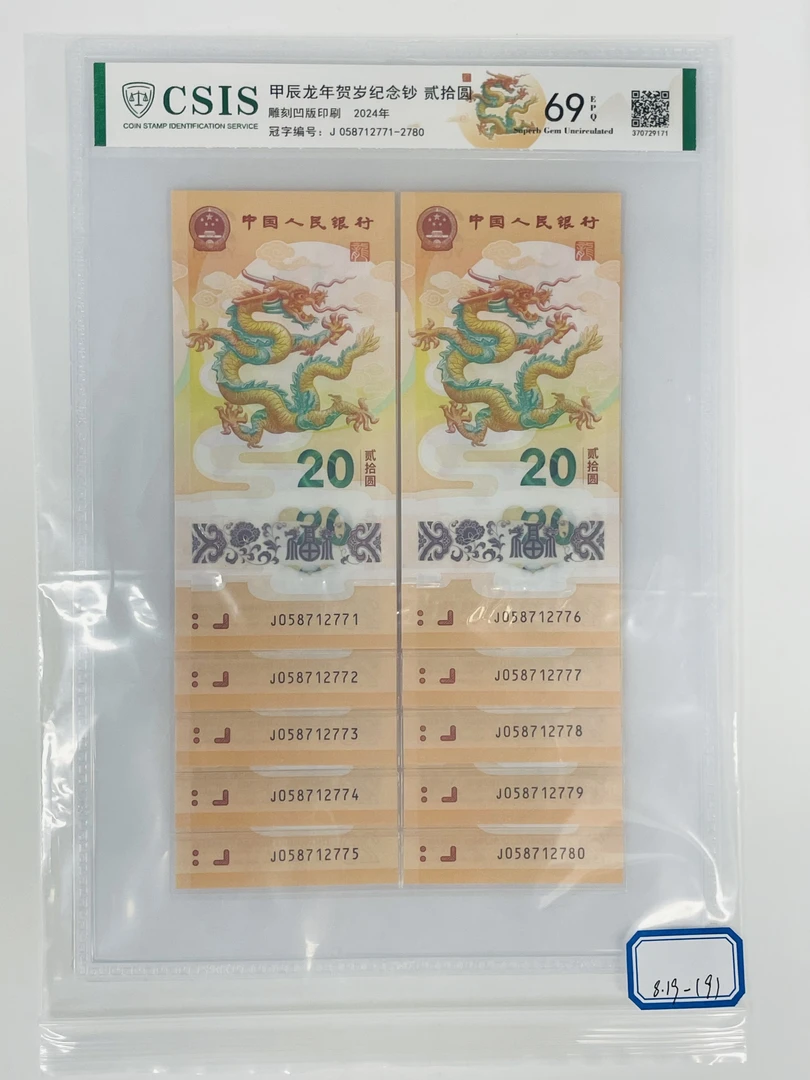 CSIS
COIN STAMP IDENTIFICATION SERVICE
甲辰龙年贺岁纪念钞 贰拾圆
雕刻凹版印刷 2024年
冠字编号：J 058712771-2780
69 EPQ
Superb Gem Uncirculated
370729171
中国人民银行
20 贰拾圆
J058712771
J058712772
J058712773
J058712774
J058712775
中国人民银行
20 贰拾圆
J058712776
J058712777
J058712778
J058712779
J058712780
8.19-(9)